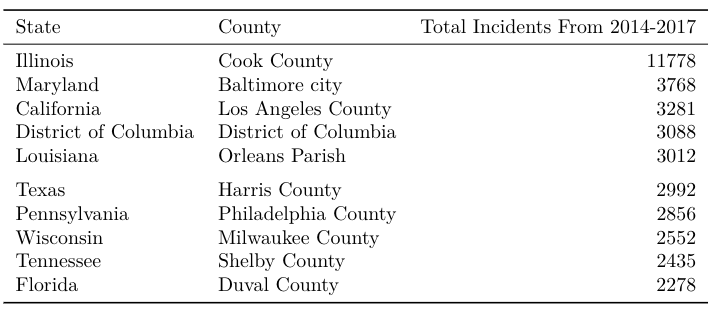 State County Total Incidents From 2014-2017
Illinois Cook County 11778
Maryland Baltimore city 3768
California Los Angeles County 3281
District of Columbia District of Columbia 3088
Louisiana Orleans Parish 3012
Texas Harris County 2992
Pennsylvania Philadelphia County 2856
Wisconsin Milwaukee County 2552
Tennessee Shelby County 2435
Florida Duval County 2278